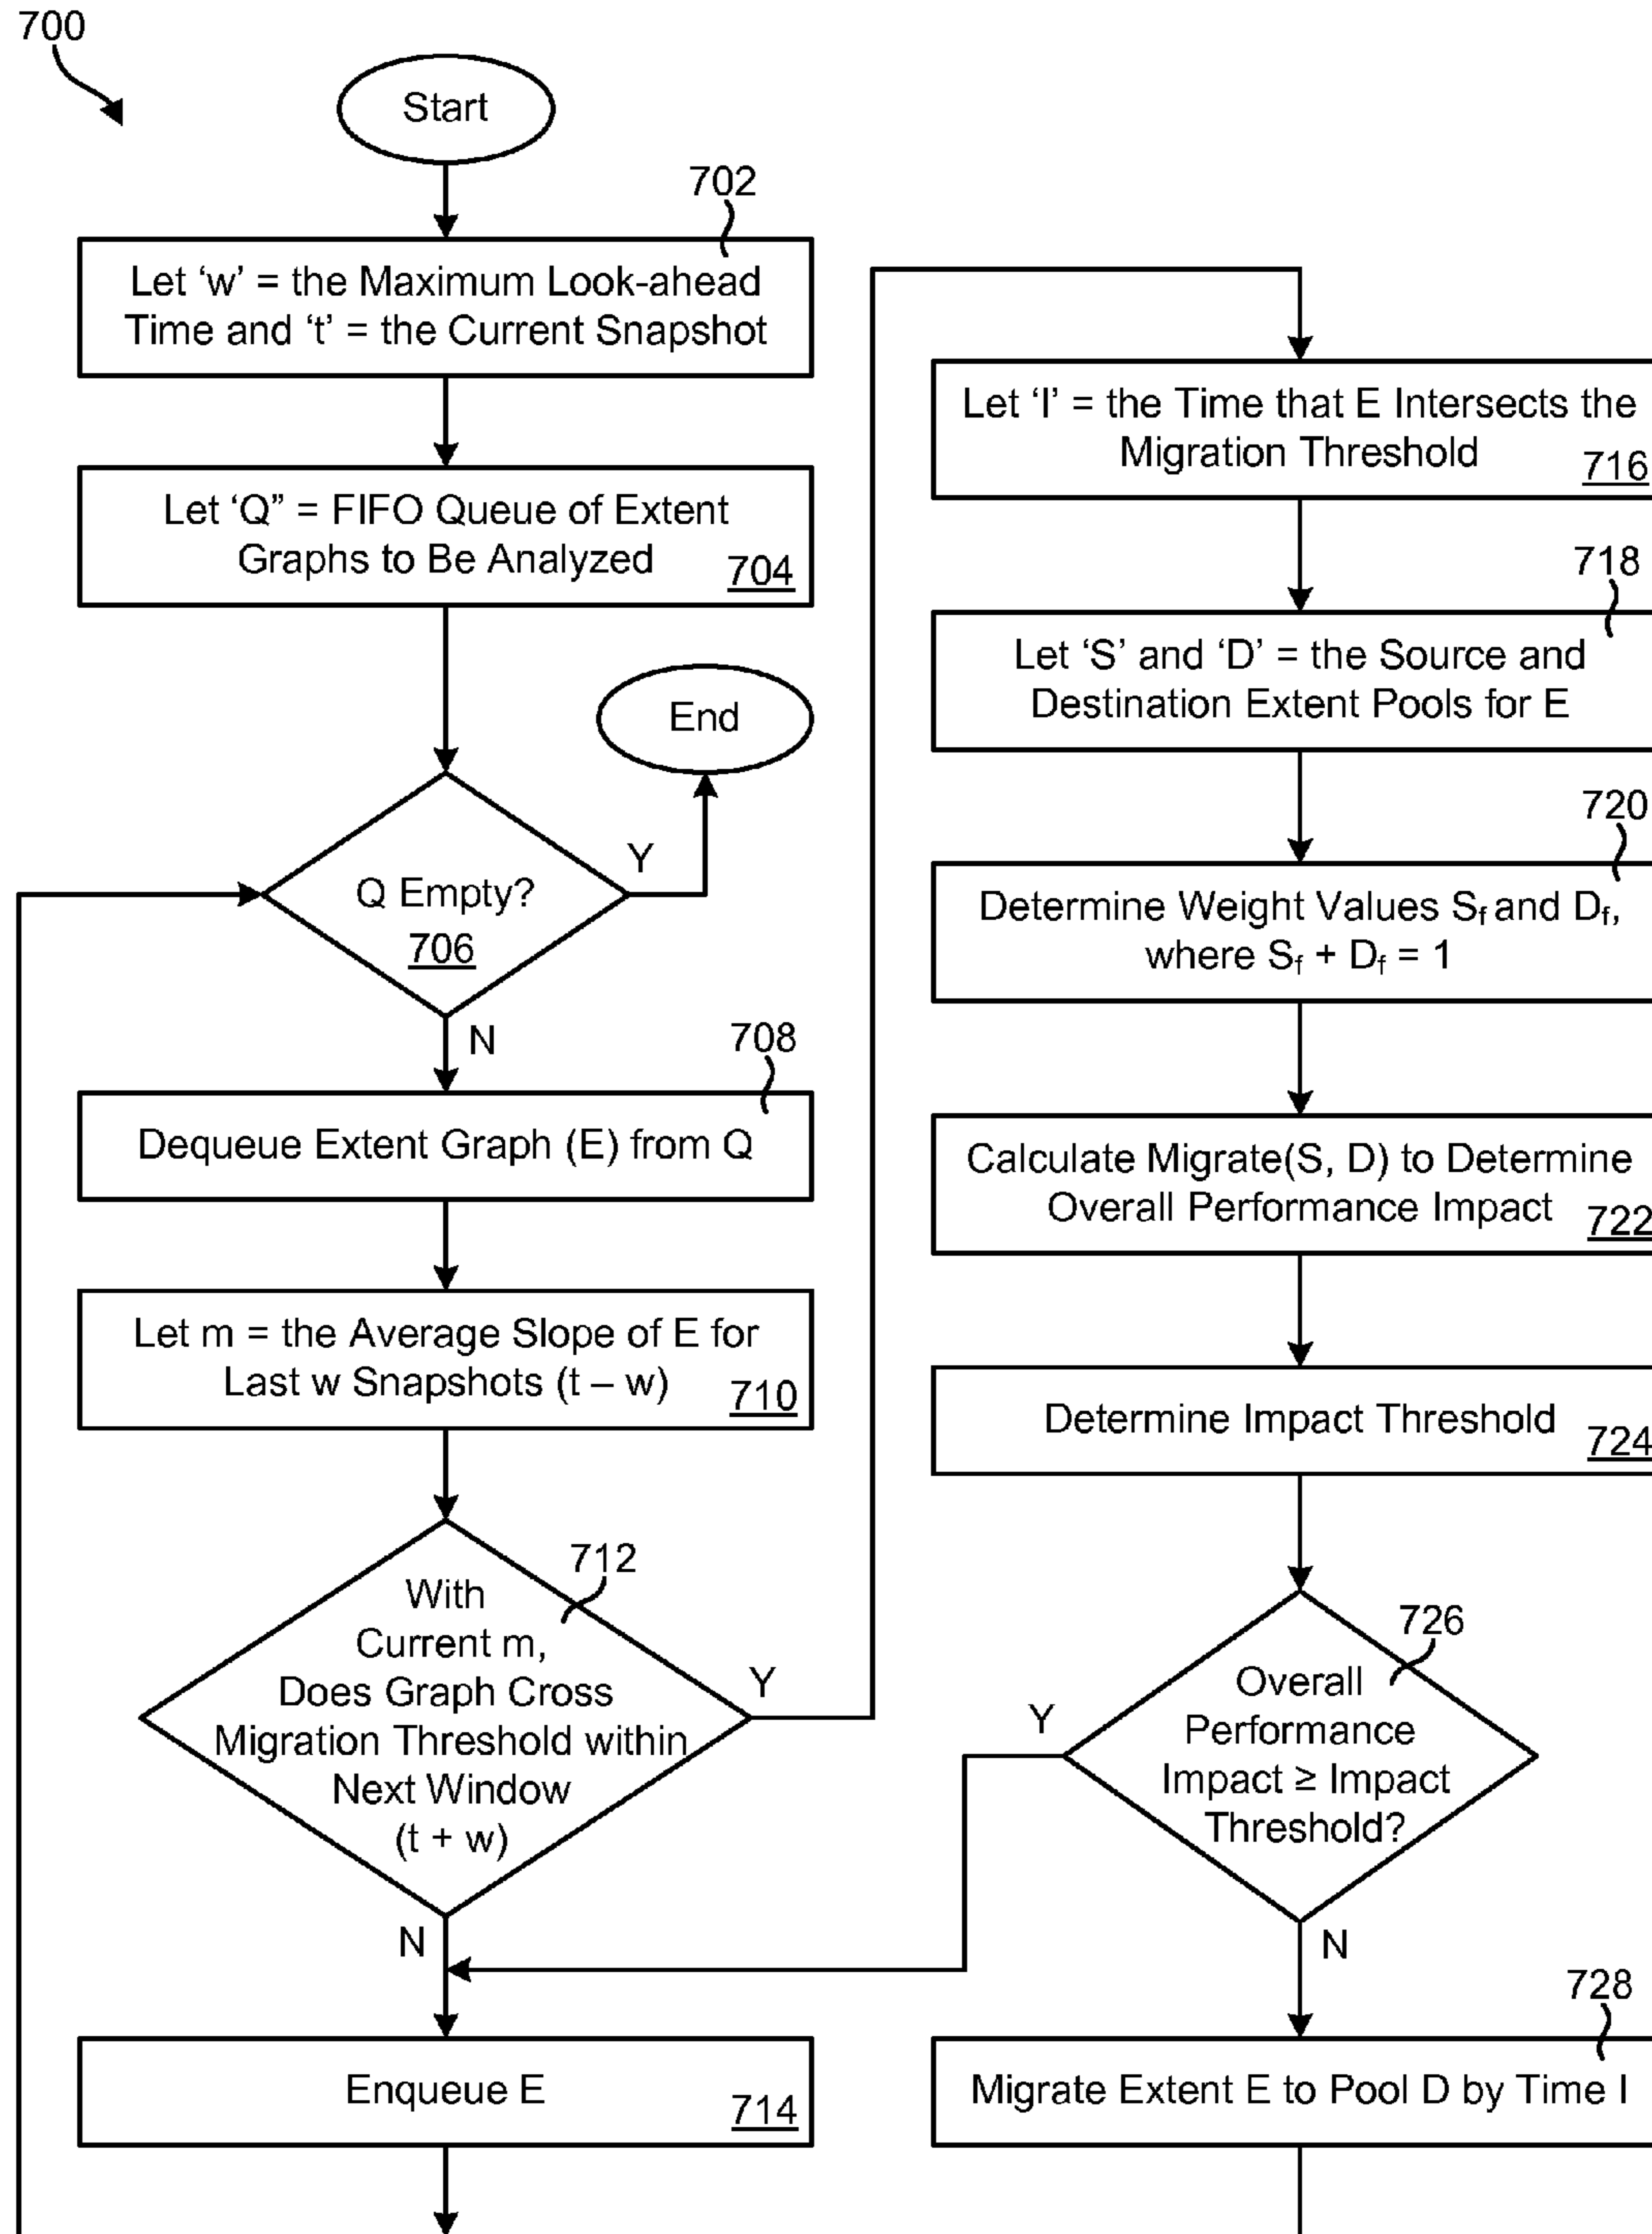 700
Start
702
Let ‘w’ = the Maximum Look-ahead
Time and ‘t’ = the Current Snapshot
Let ‘Q” = FIFO Queue of Extent
Graphs to Be Analyzed
704
End
Y
Q Empty?
706
N
708
Dequeue Extent Graph (E) from Q
Let m = the Average Slope of E for
Last w Snapshots (t – w)
710
712
With
Current m,
Does Graph Cross
Migration Threshold within
Next Window
(t + w)
Y
N
Enqueue E
714
Let ‘I’ = the Time that E Intersects the
Migration Threshold
716
718
Let ‘S’ and ‘D’ = the Source and
Destination Extent Pools for E
720
Determine Weight Values Sf and Df,
where Sf + Df = 1
Calculate Migrate(S, D) to Determine
Overall Performance Impact
722
Determine Impact Threshold
724
726
Overall
Performance
Impact ≥ Impact
Threshold?
Y
N
728
Migrate Extent E to Pool D by Time I